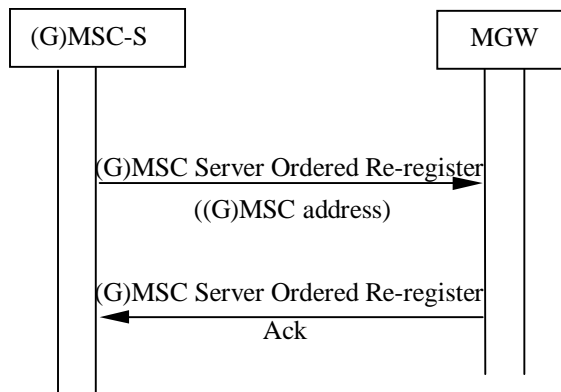 (G)MSC-S
MGW
(G)MSC Server Ordered Re-register
((G)MSC address)
(G)MSC Server Ordered Re-register
Ack